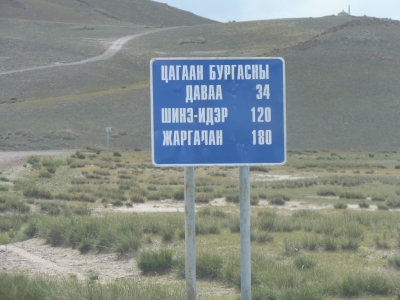 ЦАГААН БУРГАСНЫ
ДАВАА 34
ШИНЭ-ИДЭР 120
ЖАРГАЛАН 180